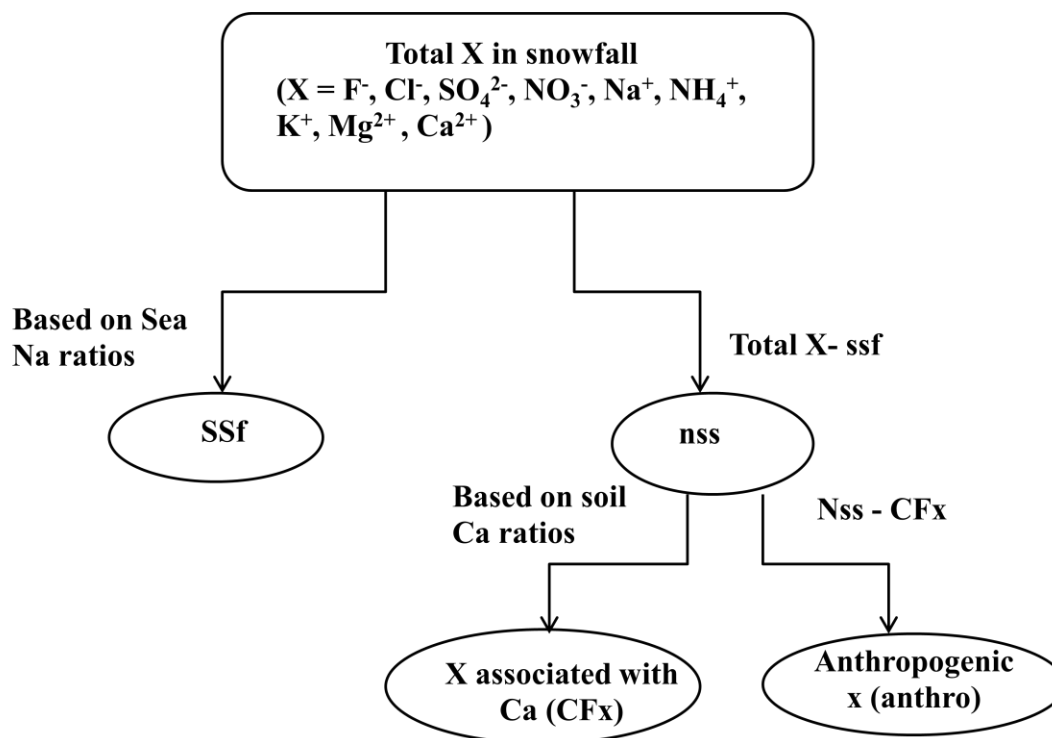 Total X in snowfall
(X = F⁻, Cl⁻, SO₄²⁻, NO₃⁻, Na⁺, NH₄⁺,
K⁺, Mg²⁺ , Ca²⁺ )
Based on Sea
Na ratios
Total X- ssf
SSf
nss
Based on soil
Ca ratios
Nss - CFx
X associated with
Ca (CFx)
Anthropogenic
x (anthro)